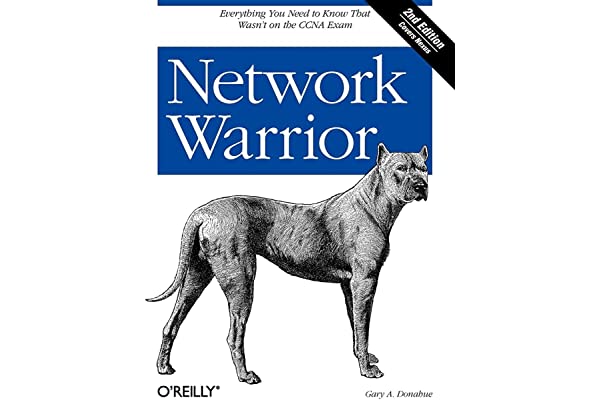 Everything You Need to Know That
Wasn't on the CCNA Exam
2nd Edition
Covers Nexus
Network
Warrior
O'REILLY®
Gary A. Donahue